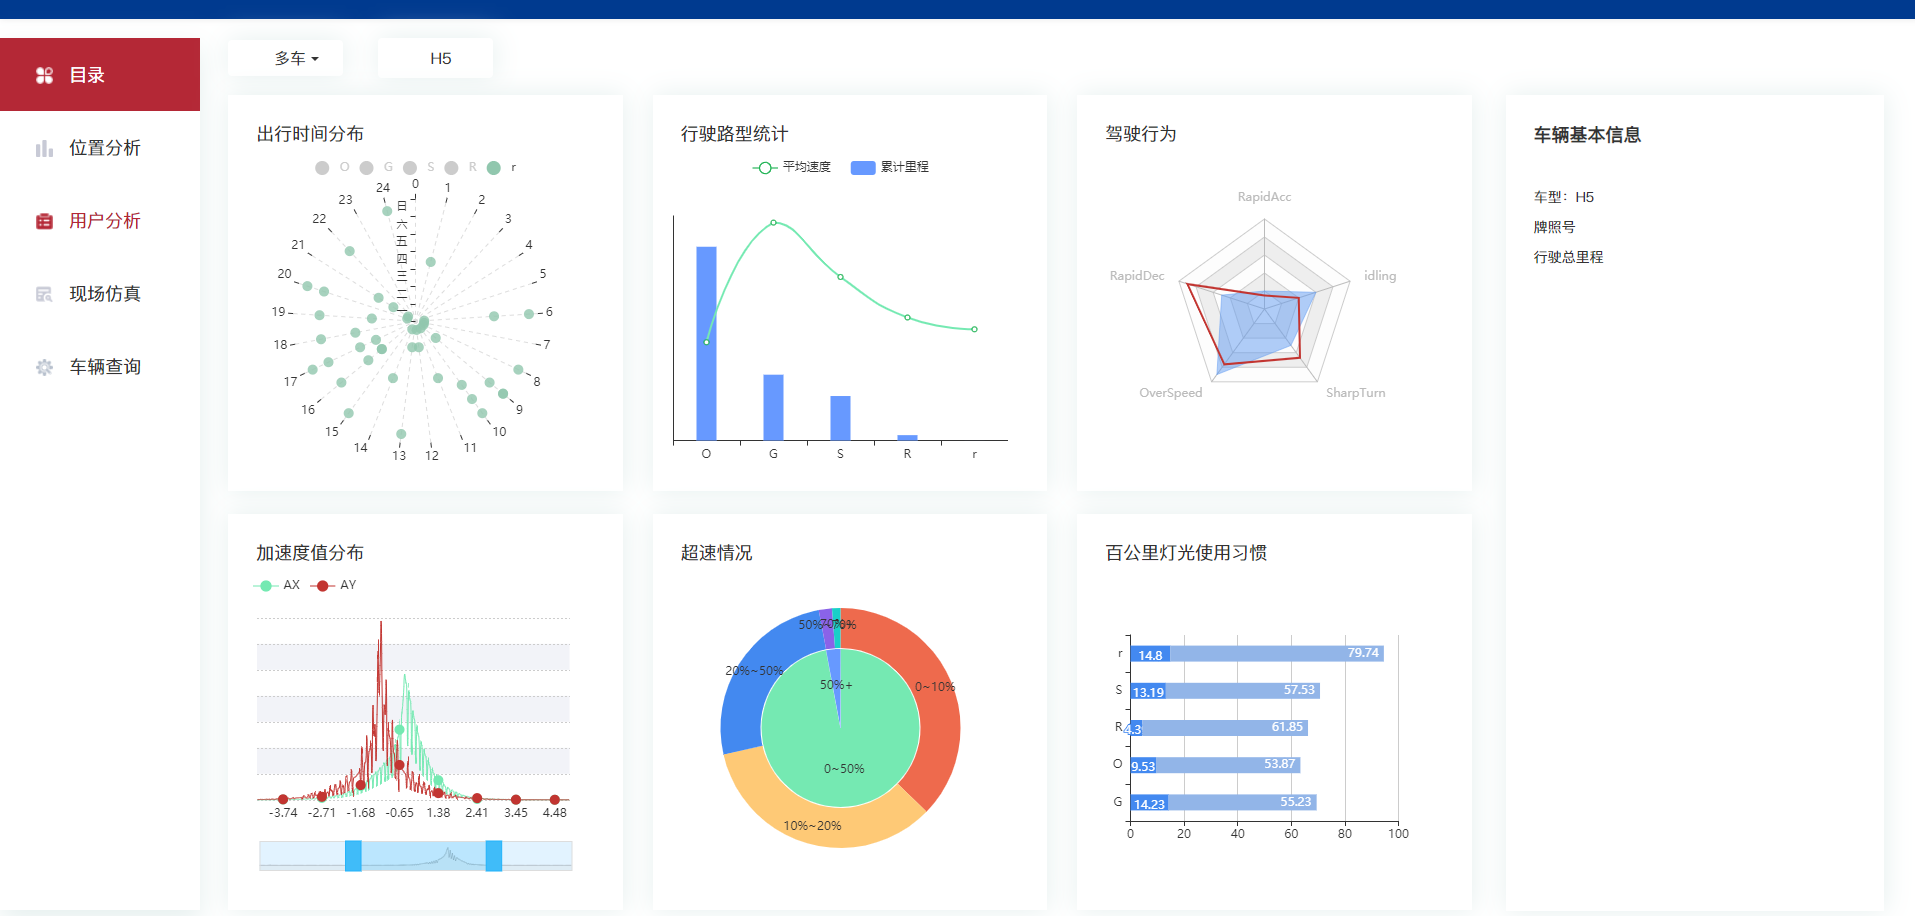 多车
H5
目录
位置分析
用户分析
现场仿真
车辆查询
出行时间分布
O G S R r
0
1
2
3
4
5
6
7
8
9
10
11
12
13
14
15
16
17
18
19
20
21
22
23
24
日
六
五
四
三
二
一
行驶路型统计
平均速度 累计里程
O G S R r
驾驶行为
RapidAcc
RapidDec
idling
OverSpeed
SharpTurn
车辆基本信息
车型：H5
牌照号
行驶总里程
加速度值分布
AX AY
-3.74 -2.71 -1.68 -0.65 1.38 2.41 3.45 4.48
超速情况
50%~70%
70%+
20%~50%
50%+
0~10%
0~50%
10%~20%
百公里灯光使用习惯
r 14.8 79.74
S 13.19 57.53
R 4.3 61.85
O 9.53 53.87
G 14.23 55.23
0 20 40 60 80 100